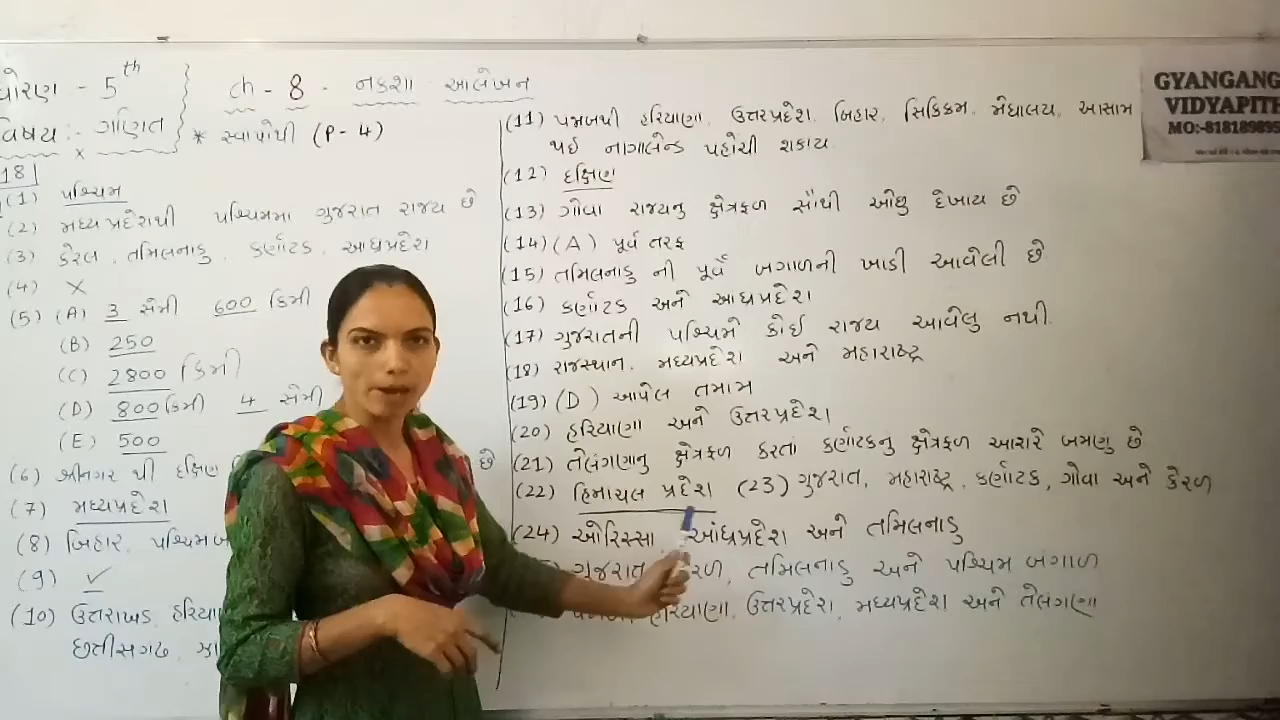 ધોરણ - 5th
વિષય :- ગણિત
ch - 8 - નકશા આલેખન
* સ્વાપોથી (P-4)
18
(1) પશ્ચિમ
(2) મધ્યપ્રદેશથી પશ્ચિમમા ગુજરાત રાજ્ય છે
(3) કેરલ, તમિલનાડુ, કર્ણાટક, આંધ્રપ્રદેશ
(4) ×
(5) (A) 3 સેમી 600 કિમી
(B) 250
(C) 2800 કિમી
(D) 800 કિમી 4 સેમી
(E) 500
(6) શ્રીનગર થી દક્ષિણ છે
(7) મધ્યપ્રદેશ
(8) બિહાર, પશ્ચિમ બ
(9) ✓
(10) ઉત્તરાખંડ, હરિયા
છત્તીસગઢ, ઝા
(11) પંજાબથી હરિયાણા, ઉત્તરપ્રદેશ, બિહાર, સિક્કિમ, મેઘાલય, આસામ
થઈ નાગાલેન્ડ પહોંચી શકાય
(12) દક્ષિણ
(13) ગોવા રાજ્યનુ ક્ષેત્રફળ સૌથી ઓછુ દેખાય છે
(14) (A) પૂર્વ તરફ
(15) તમિલનાડુ ની પૂર્વે બગાળની ખાડી આવેલી છે
(16) કર્ણાટક અને આંધ્રપ્રદેશ
(17) ગુજરાતની પશ્ચિમે કોઈ રાજ્ય આવેલુ નથી.
(18) રાજસ્થાન, મધ્યપ્રદેશ અને મહારાષ્ટ્ર
(19) (D) આપેલ તમામ
(20) હરિયાણા અને ઉત્તરપ્રદેશ
(21) તેલંગણાનુ ક્ષેત્રફળ કરતાં કર્ણાટકનુ ક્ષેત્રફળ આશરે બમણુ છે
(22) હિમાચલ પ્રદેશ (23) ગુજરાત, મહારાષ્ટ્ર, કર્ણાટક, ગોવા અને કેરળ
(24) ઓરિસ્સા, આંધ્રપ્રદેશ અને તમિલનાડુ
ગુજરાત, રળ, તમિલનાડુ અને પશ્ચિમ બંગાળ
હરિયાણા, ઉત્તરપ્રદેશ, મધ્યપ્રદેશ અને તેલગણા
GYANGANG
VIDYAPITH
MO:-818189895